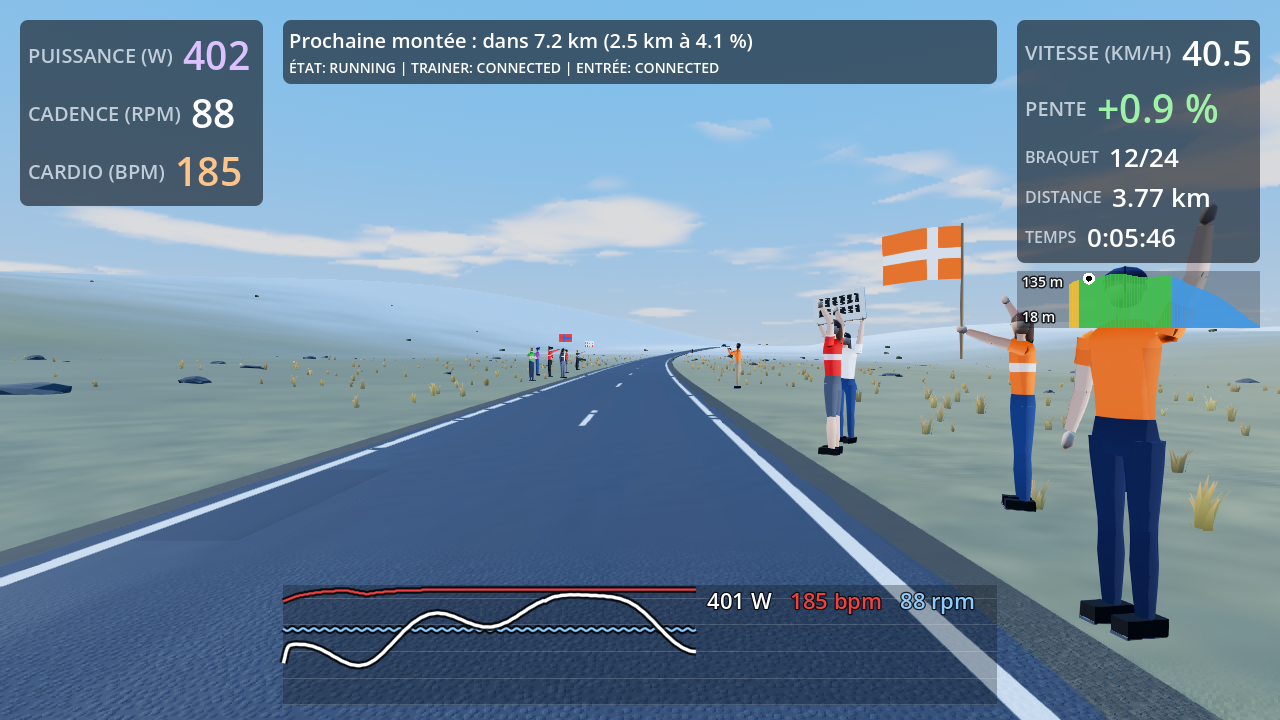 PUISSANCE (W) 402
CADENCE (RPM) 88
CARDIO (BPM) 185
Prochaine montée : dans 7.2 km (2.5 km à 4.1 %)
ÉTAT: RUNNING | TRAINER: CONNECTED | ENTRÉE: CONNECTED
VITESSE (KM/H) 40.5
PENTE +0.9 %
BRAQUET 12/24
DISTANCE 3.77 km
TEMPS 0:05:46
135 m
18 m
401 W 185 bpm 88 rpm